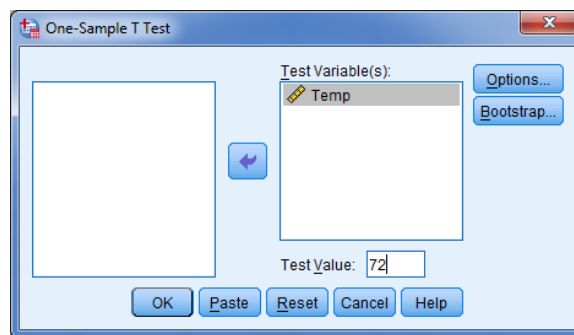 One-Sample T Test
Test Variable(s):
Temp
Options...
Bootstrap...
Test Value: 72
OK Paste Reset Cancel Help